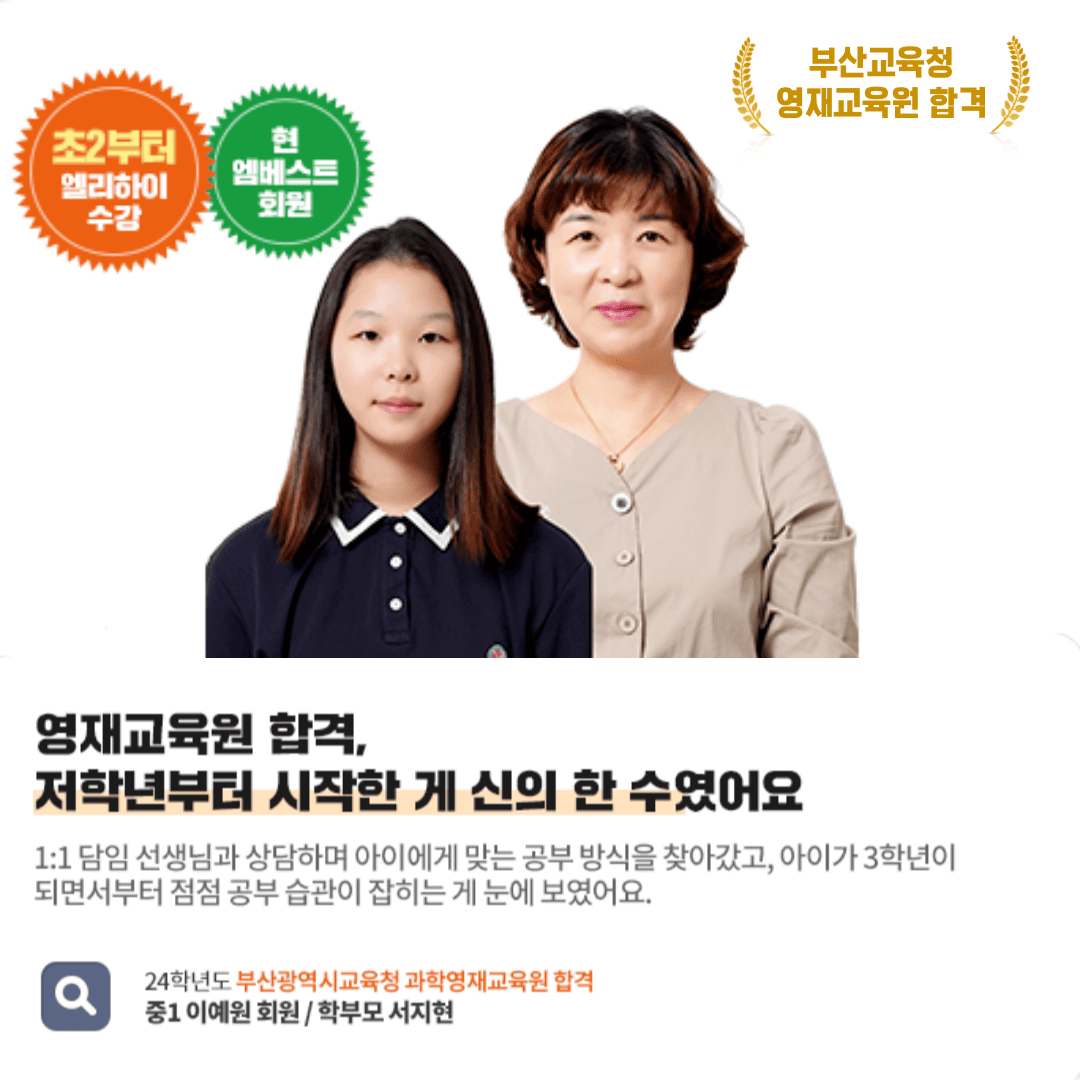 부산교육청
영재교육원 합격
초2부터
엘리하이
수강
현
엠베스트
회원
영재교육원 합격,
저학년부터 시작한 게 신의 한 수였어요
1:1 담임 선생님과 상담하며 아이에게 맞는 공부 방식을 찾아갔고, 아이가 3학년이
되면서부터 점점 공부 습관이 잡히는 게 눈에 보였어요.
24학년도 부산광역시교육청 과학영재교육원 합격
중1 이예원 회원 / 학부모 서지현